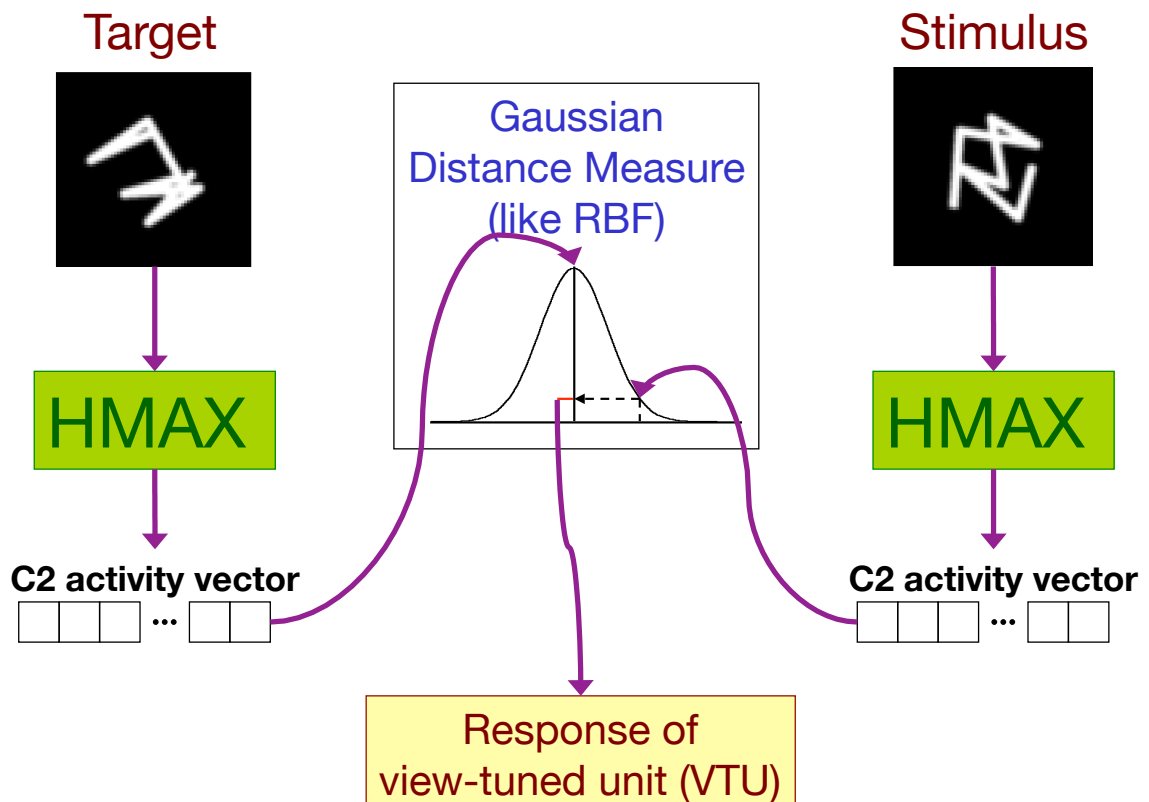 Target
Stimulus
Gaussian
Distance Measure
(like RBF)
HMAX
HMAX
C2 activity vector
...
C2 activity vector
...
Response of
view-tuned unit (VTU)